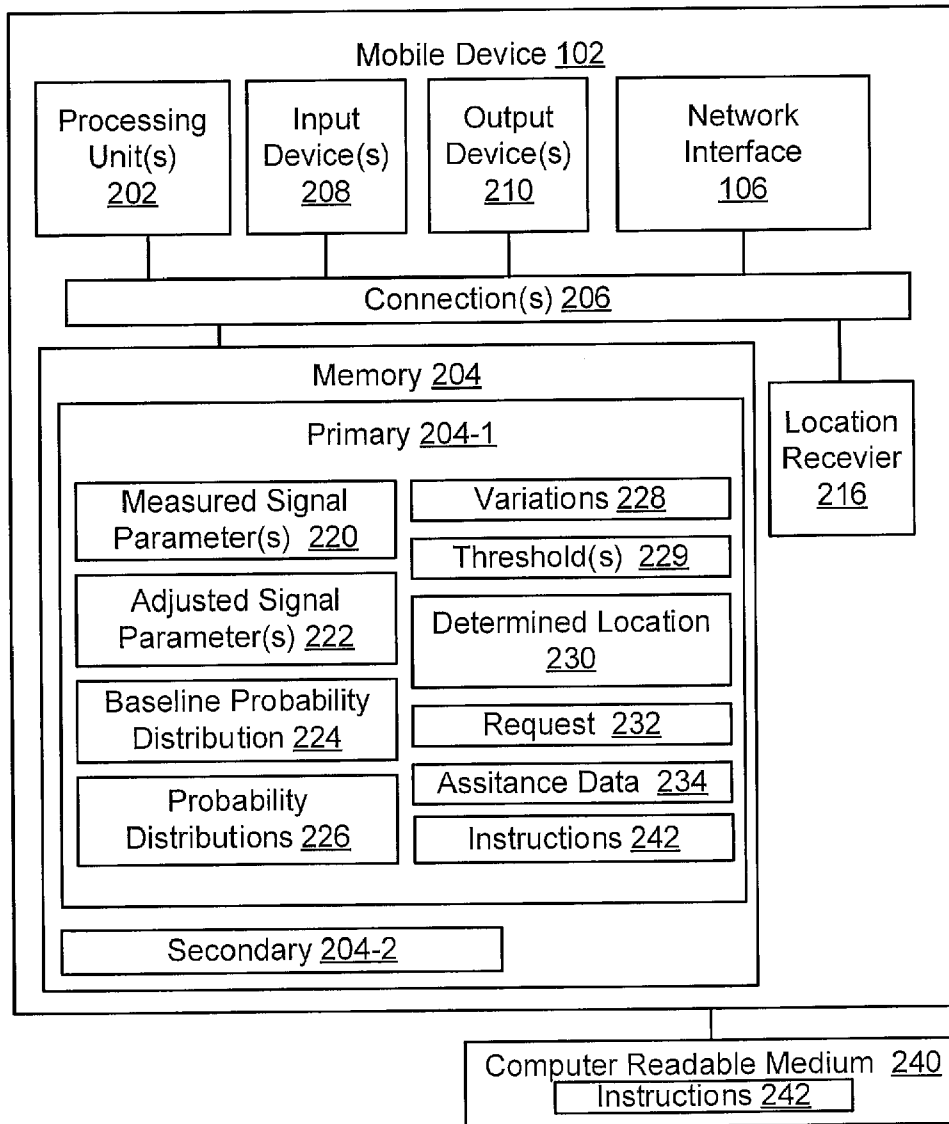 Mobile Device 102
Processing
Unit(s)
202
Input
Device(s)
208
Output
Device(s)
210
Network
Interface
106
Connection(s) 206
Memory 204
Primary 204-1
Measured Signal
Parameter(s) 220
Adjusted Signal
Parameter(s) 222
Baseline Probability
Distribution 224
Probability
Distributions 226
Variations 228
Threshold(s) 229
Determined Location
230
Request 232
Assitance Data 234
Instructions 242
Secondary 204-2
Location
Recevier
216
Computer Readable Medium 240
Instructions 242